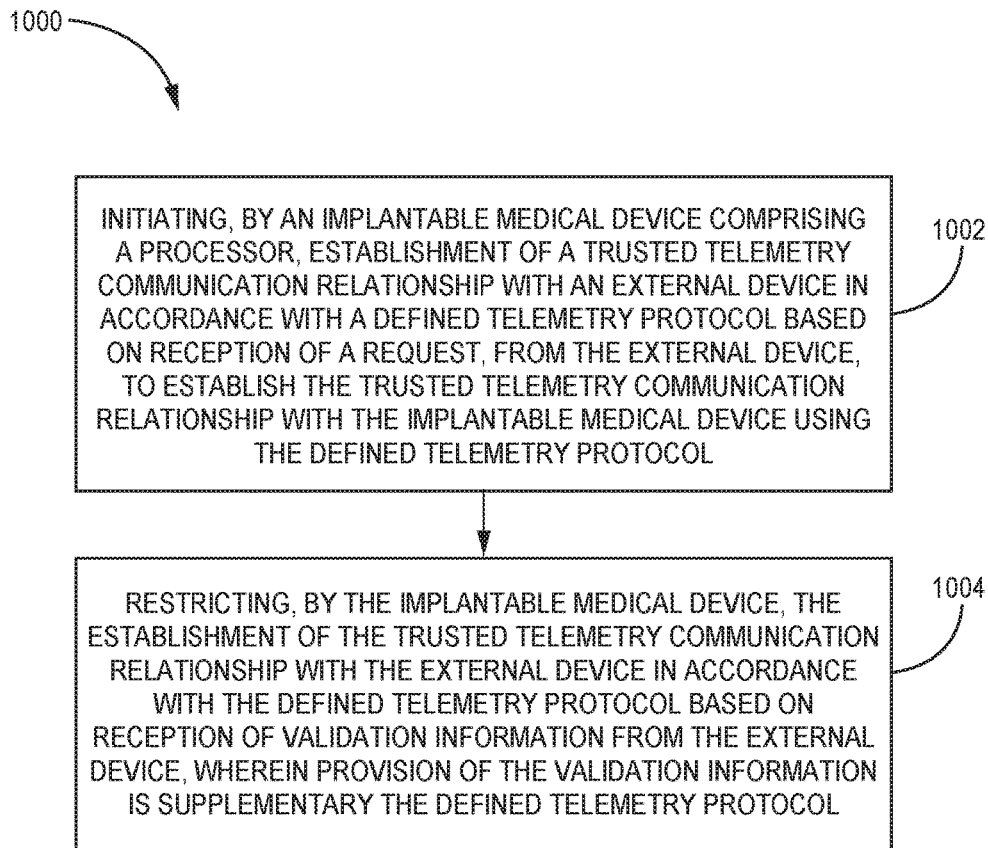 1000
INITIATING, BY AN IMPLANTABLE MEDICAL DEVICE COMPRISING
A PROCESSOR, ESTABLISHMENT OF A TRUSTED TELEMETRY
COMMUNICATION RELATIONSHIP WITH AN EXTERNAL DEVICE IN
ACCORDANCE WITH A DEFINED TELEMETRY PROTOCOL BASED
ON RECEPTION OF A REQUEST, FROM THE EXTERNAL DEVICE,
TO ESTABLISH THE TRUSTED TELEMETRY COMMUNICATION
RELATIONSHIP WITH THE IMPLANTABLE MEDICAL DEVICE USING
THE DEFINED TELEMETRY PROTOCOL
1002
RESTRICTING, BY THE IMPLANTABLE MEDICAL DEVICE, THE
ESTABLISHMENT OF THE TRUSTED TELEMETRY COMMUNICATION
RELATIONSHIP WITH THE EXTERNAL DEVICE IN ACCORDANCE
WITH THE DEFINED TELEMETRY PROTOCOL BASED ON
RECEPTION OF VALIDATION INFORMATION FROM THE EXTERNAL
DEVICE, WHEREIN PROVISION OF THE VALIDATION INFORMATION
IS SUPPLEMENTARY THE DEFINED TELEMETRY PROTOCOL
1004